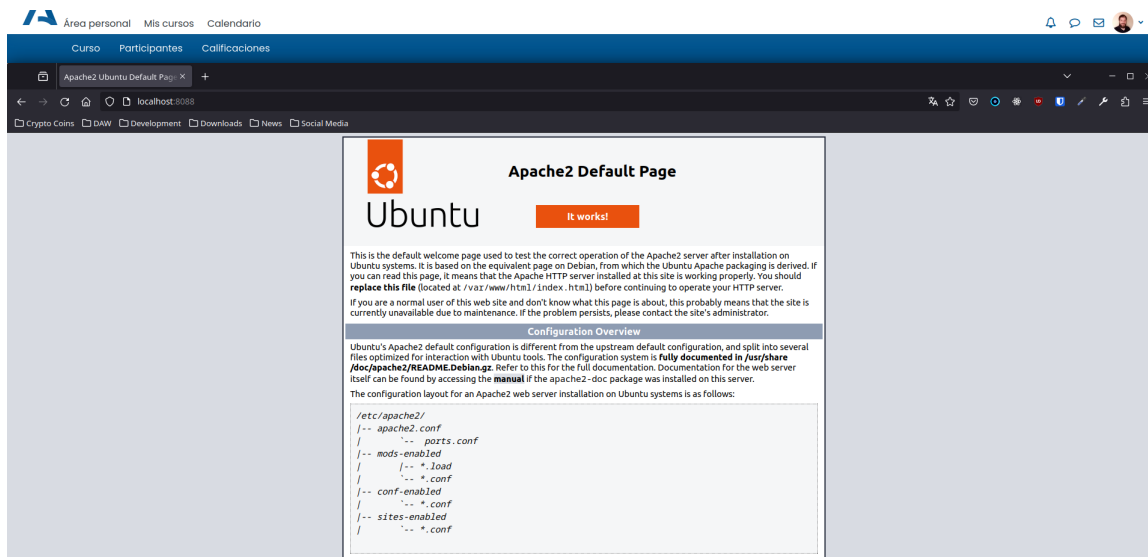 Área personal Mis cursos Calendario
Curso Participantes Calificaciones
Apache2 Ubuntu Default Page
localhost:8088
Crypto Coins DAW Development Downloads News Social Media
Apache2 Default Page
Ubuntu
It works!
This is the default welcome page used to test the correct operation of the Apache2 server after installation on
Ubuntu systems. It is based on the equivalent page on Debian, from which the Ubuntu Apache packaging is derived. If
you can read this page, it means that the Apache HTTP server installed at this site is working properly. You should
replace this file (located at /var/www/html/index.html) before continuing to operate your HTTP server.
If you are a normal user of this web site and don't know what this page is about, this probably means that the site is
currently unavailable due to maintenance. If the problem persists, please contact the site's administrator.
Configuration Overview
Ubuntu's Apache2 default configuration is different from the upstream default configuration, and split into several
files optimized for interaction with Ubuntu tools. The configuration system is fully documented in /usr/share
/doc/apache2/README.Debian.gz. Refer to this for the full documentation. Documentation for the web server
itself can be found by accessing the manual if the apache2-doc package was installed on this server.
The configuration layout for an Apache2 web server installation on Ubuntu systems is as follows:
/etc/apache2/
|-- apache2.conf
|       `--  ports.conf
|-- mods-enabled
|       |-- *.load
|       `-- *.conf
|-- conf-enabled
|       `-- *.conf
|-- sites-enabled
|       `-- *.conf